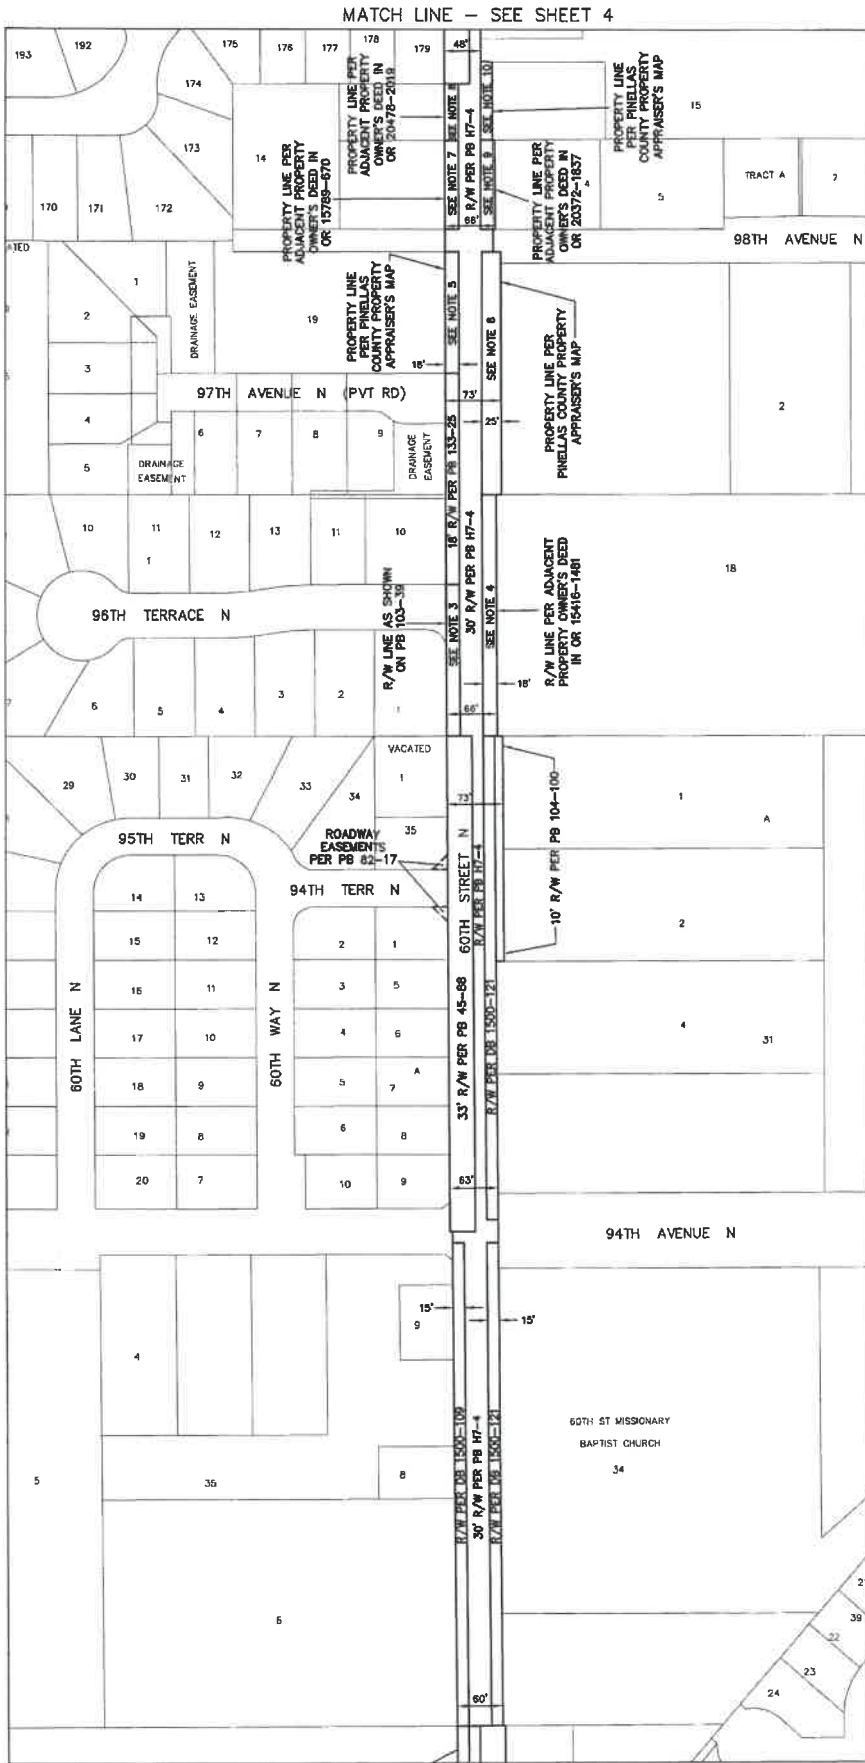 MATCH LINE – SEE SHEET 4
193
192
175
176
177
178
179
48'
174
173
14
15
170
171
172
PROPERTY LINE PER
ADJACENT PROPERTY
OWNER'S DEED IN
OR 15789-670
PROPERTY LINE PER
ADJACENT PROPERTY
OWNER'S DEED IN
OR 20478-2019
SEE NOTE 7
R/W PER PB H7-4
SEE NOTE 9
SEE NOTE 10
68'
PROPERTY LINE PER
ADJACENT PROPERTY
OWNER'S DEED IN
OR 20372-1837
PROPERTY LINE
PER PINELLAS
COUNTY PROPERTY
APPRAISER'S MAP
4
5
TRACT A
98TH AVENUE N
1
2
3
4
5
DRAINAGE EASEMENT
19
PROPERTY LINE
PER PINELLAS
COUNTY PROPERTY
APPRAISER'S MAP
SEE NOTE 5
SEE NOTE 8
18'
73'
25'
PROPERTY LINE PER
PINELLAS COUNTY PROPERTY
APPRAISER'S MAP
2
97TH AVENUE N (PVT RD)
6
7
8
9
DRAINAGE
EASEMENT
DRAINAGE
EASEMENT
18' R/W PER PB 133-25
30' R/W PER PB H7-4
10
11
1
12
13
11
10
18
96TH TERRACE N
R/W LINE AS SHOWN
ON PB 103-39
SEE NOTE 3
SEE NOTE 4
R/W LINE PER ADJACENT
PROPERTY OWNER'S DEED
IN OR 15416-1481
18'
66'
6
5
4
3
2
1
29
30
31
32
33
34
VACATED
1
35
73'
1
A
95TH TERR N
ROADWAY
EASEMENTS
PER PB 82-17
94TH TERR N
60TH STREET N
R/W PER PB H7-4
10' R/W PER PB 104-100
14
13
15
12
2
1
2
16
11
3
5
17
10
4
6
4
31
18
9
5
7
A
19
8
6
8
20
7
10
9
60TH LANE N
60TH WAY N
33' R/W PER PB 45-68
R/W PER DB 1500-121
63'
94TH AVENUE N
15'
15'
9
4
60TH ST MISSIONARY
BAPTIST CHURCH
34
5
35
8
R/W PER DB 1500-109
30' R/W PER PB H7-4
R/W PER DB 1500-121
6
39
22
23
24
60'